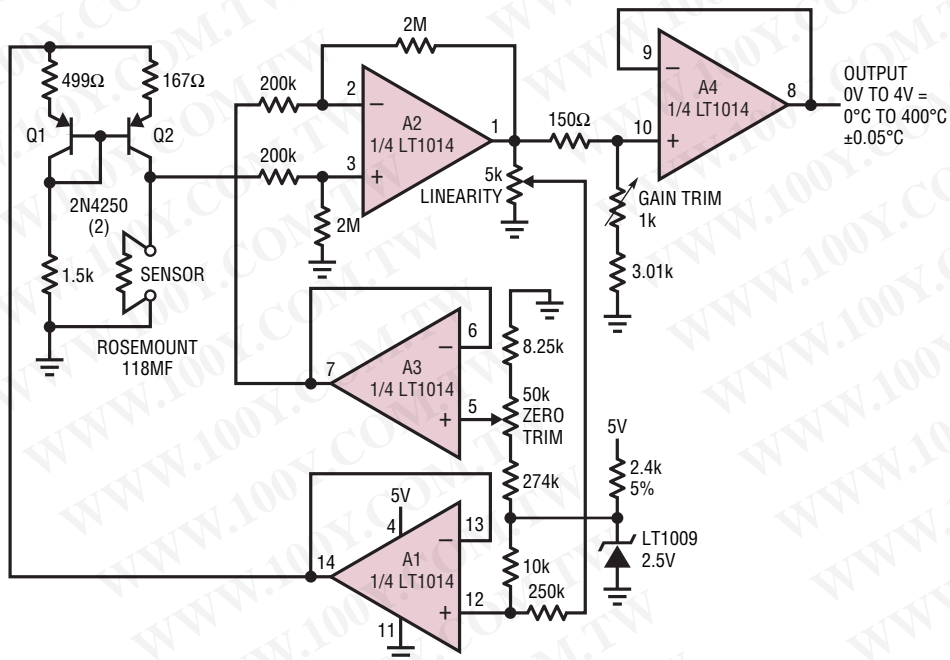 2M
499Ω
167Ω
Q1
Q2
200k
200k
2
3
−
+
A2
1/4 LT1014
1
2M
5k
LINEARITY
150Ω
9
10
−
+
A4
1/4 LT1014
8
OUTPUT
0V TO 4V =
0°C TO 400°C
±0.05°C
GAIN TRIM
1k
3.01k
2N4250
(2)
1.5k
SENSOR
ROSEMOUNT
118MF
7
A3
1/4 LT1014
−
+
6
5
8.25k
50k
ZERO
TRIM
274k
5V
2.4k
5%
LT1009
2.5V
10k
250k
14
5V
4
A1
1/4 LT1014
−
+
13
12
11
WWW.100Y.COM.TW